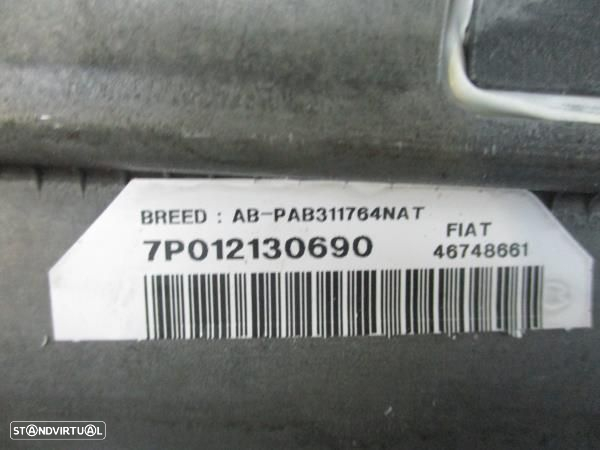 BREED : AB-PAB311764NAT
FIAT
7P012130690
46748661
STANDVIRTUAL